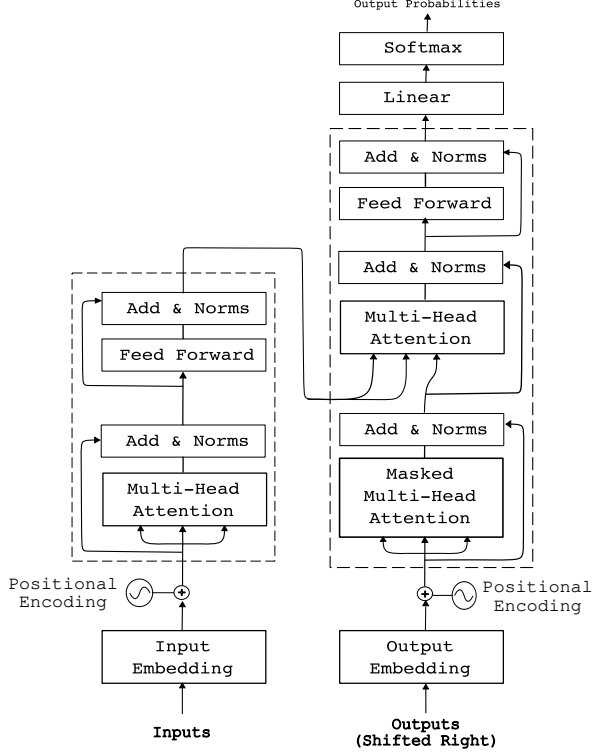 Output Probabilities
Softmax
Linear
Add & Norms
Feed Forward
Add & Norms
Multi-Head
Attention
Add & Norms
Masked
Multi-Head
Attention
Add & Norms
Feed Forward
Add & Norms
Multi-Head
Attention
Positional
Encoding
Positional
Encoding
Input
Embedding
Output
Embedding
Inputs
Outputs
(Shifted Right)